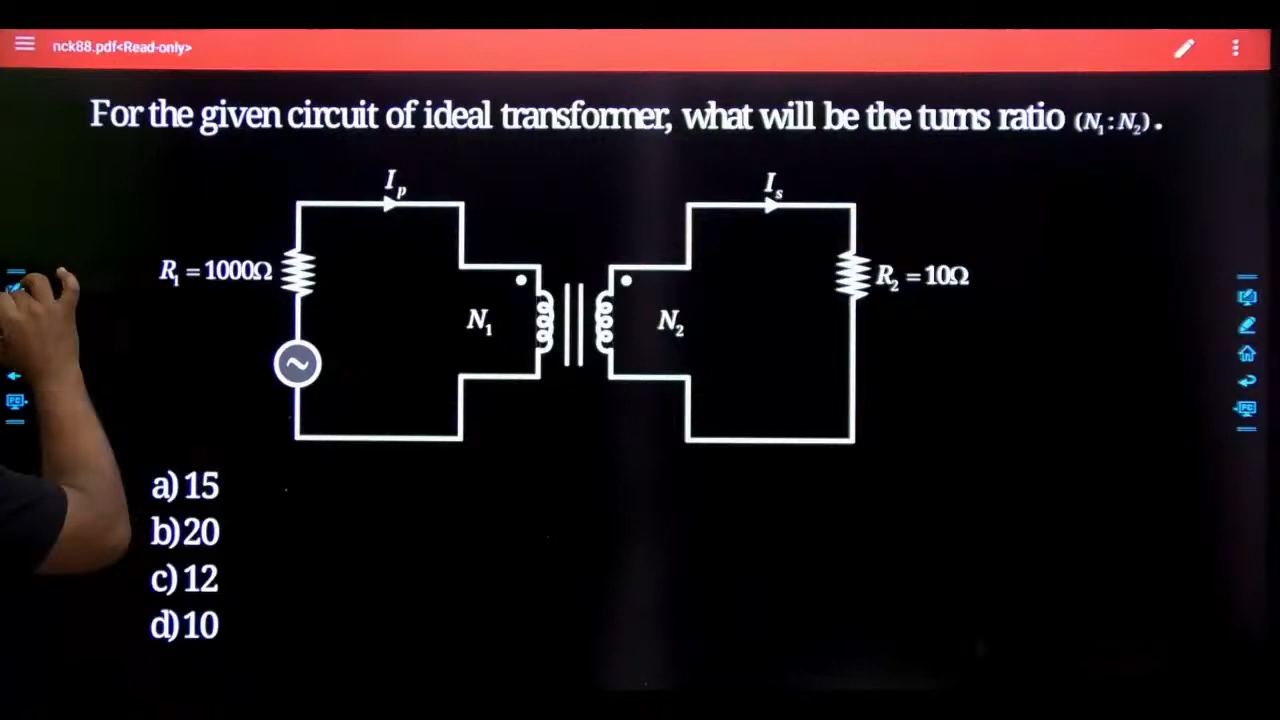 nck88.pdf<Read-only>
For the given circuit of ideal transformer, what will be the turns ratio (N₁:N₂).
Iₚ
Iₛ
R₁ = 1000Ω
R₂ = 10Ω
N₁
N₂
a) 15
b) 20
c) 12
d) 10